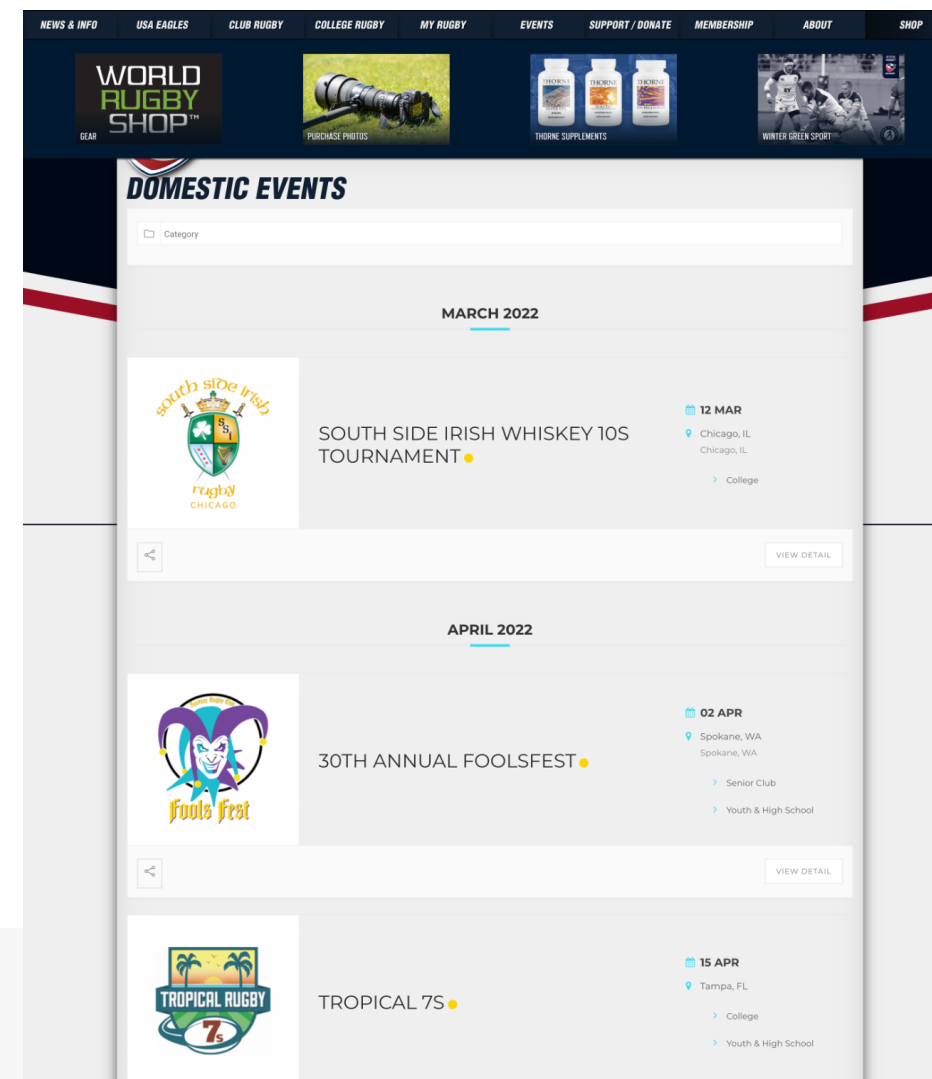 NEWS & INFO USA EAGLES CLUB RUGBY COLLEGE RUGBY MY RUGBY EVENTS SUPPORT / DONATE MEMBERSHIP ABOUT SHOP
WORLD
RUGBY
SHOP™
GEAR
PURCHASE PHOTOS
THORNE THORNE THORNE
THORNE SUPPLEMENTS
WINTER GREEN SPORT
DOMESTIC EVENTS
Category
MARCH 2022
south side irish
SSI
rugby
CHICAGO
SOUTH SIDE IRISH WHISKEY 10S
TOURNAMENT
12 MAR
Chicago, IL
Chicago, IL
College
VIEW DETAIL
APRIL 2022
Fools Fest
30TH ANNUAL FOOLSFEST
02 APR
Spokane, WA
Spokane, WA
Senior Club
Youth & High School
VIEW DETAIL
TROPICAL RUGBY
7s
TROPICAL 7S
15 APR
Tampa, FL
College
Youth & High School